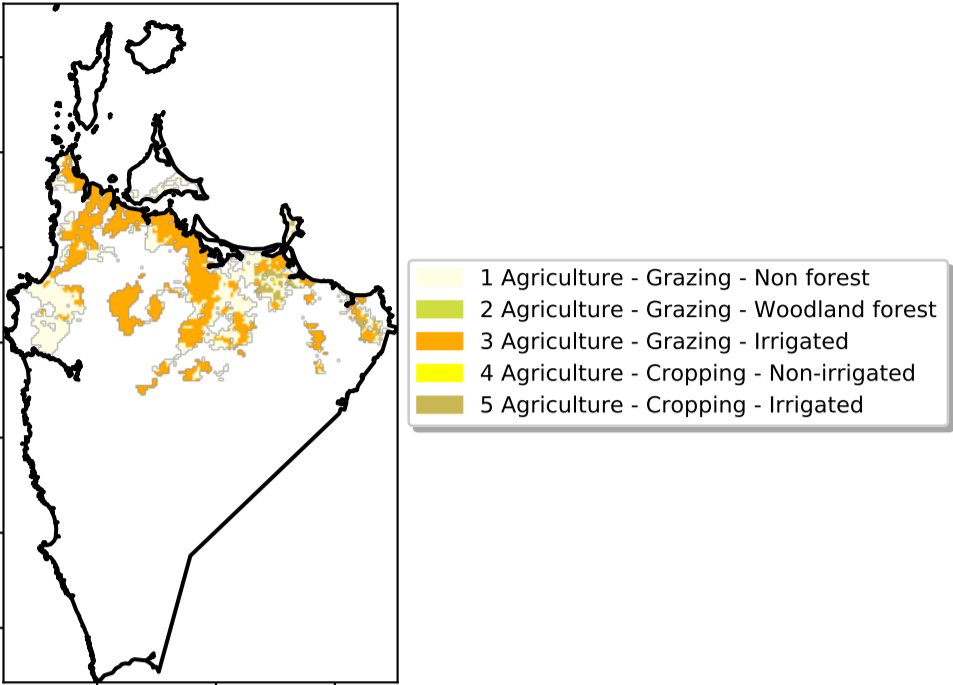 1 Agriculture - Grazing - Non forest
2 Agriculture - Grazing - Woodland forest
3 Agriculture - Grazing - Irrigated
4 Agriculture - Cropping - Non-irrigated
5 Agriculture - Cropping - Irrigated